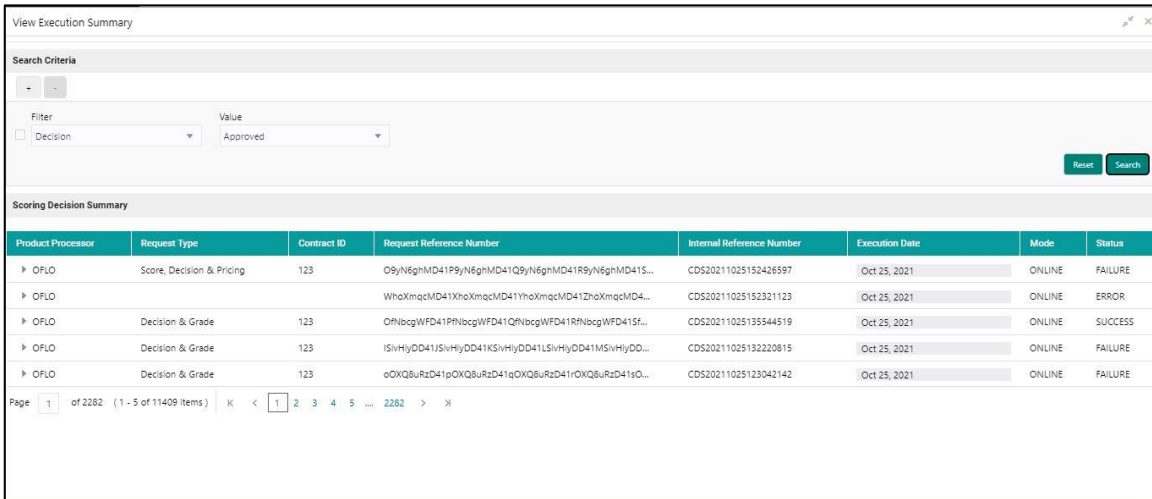 View Execution Summary
Search Criteria
+ -
Filter Value
Decision Approved
Reset Search
Scoring Decision Summary
Product Processor Request Type Contract ID Request Reference Number Internal Reference Number Execution Date Mode Status
OFLO Score, Decision & Pricing 123 O9yN6ghMD41P9yN6ghMD41Q9yN6ghMD41R9yN6ghMD41S... CDS20211025152426597 Oct 25, 2021 ONLINE FAILURE
OFLO WhoXmqcMD41XhoXmqcMD41YhoXmqcMD41ZhoXmqcMD4... CDS20211025152321123 Oct 25, 2021 ONLINE ERROR
OFLO Decision & Grade 123 OfNbcgWFD41PfNbcgWFD41QfNbcgWFD41RfNbcgWFD41Sf... CDS20211025135544519 Oct 25, 2021 ONLINE SUCCESS
OFLO Decision & Grade 123 ISivHiyDD41JSivHiyDD41KSivHiyDD41LSivHiyDD41MSivHiyDD... CDS20211025132220815 Oct 25, 2021 ONLINE FAILURE
OFLO Decision & Grade 123 oOXQ8uRzD41pOXQ8uRzD41qOXQ8uRzD41rOXQ8uRzD41sO... CDS20211025123042142 Oct 25, 2021 ONLINE FAILURE
Page 1 of 2282 (1 - 5 of 11409 items) K < 1 2 3 4 5 .... 2282 > X